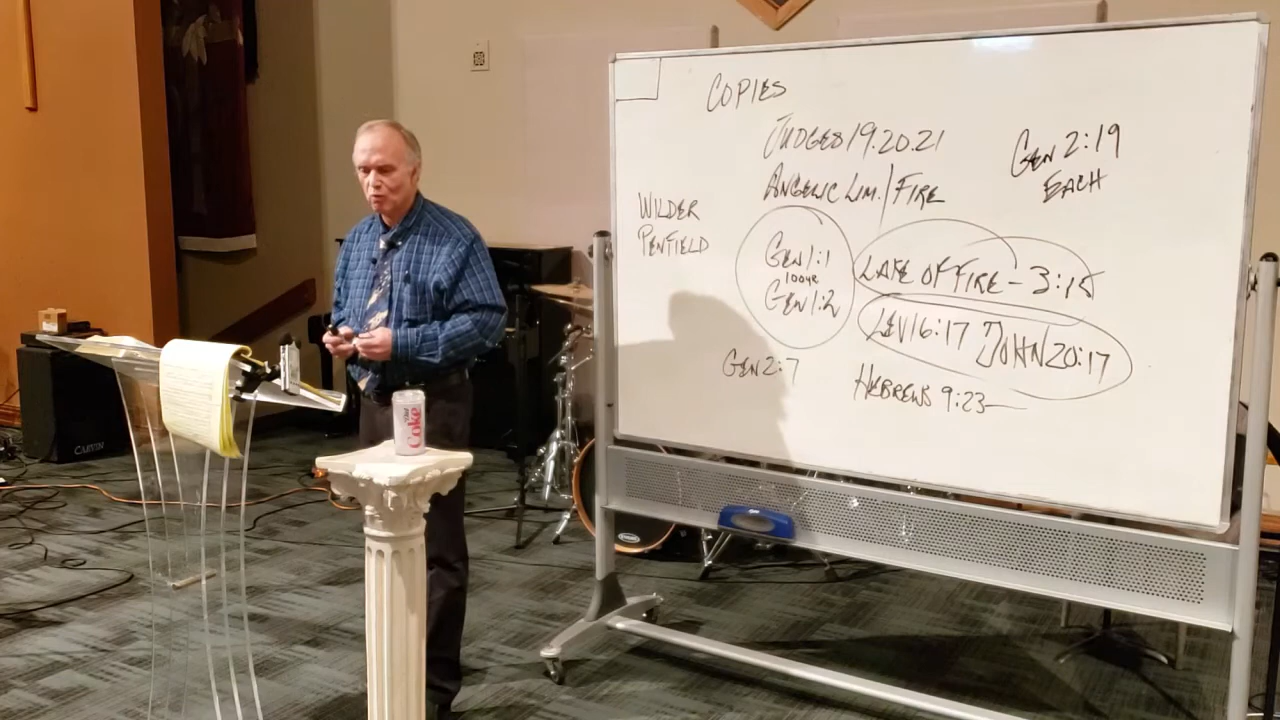 COPIES
JUDGES 19.20.21
GEN 2:19
EACH
ANGELIC LIM./FIRE
WILDER
PENFIELD
GEN 1:1
100YR
GEN 1:2
LAKE OF FIRE -
LEV 16:17 JOHN 20:17
GEN 2:7
HEBREWS 9:23
Coke
CARVIN